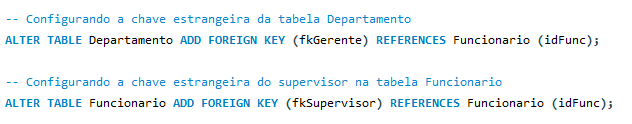 -- Configurando a chave estrangeira da tabela Departamento
ALTER TABLE Departamento ADD FOREIGN KEY (fkGerente) REFERENCES Funcionario (idFunc);
-- Configurando a chave estrangeira do supervisor na tabela Funcionario
ALTER TABLE Funcionario ADD FOREIGN KEY (fkSupervisor) REFERENCES Funcionario (idFunc);